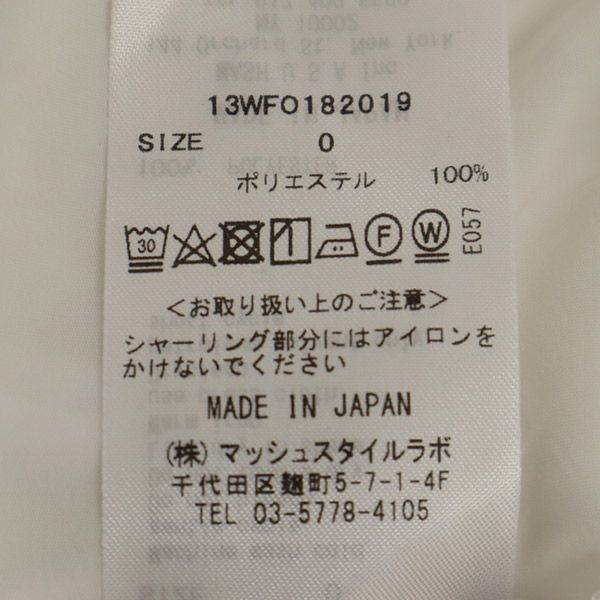 13WFO182019
SIZE 0
ポリエステル 100%
30 F W E057
<お取り扱い上のご注意>
シャーリング部分にはアイロンを
かけないでください
MADE IN JAPAN
(株) マッシュスタイルラボ
千代田区麹町5-7-1-4F
TEL 03-5778-4105